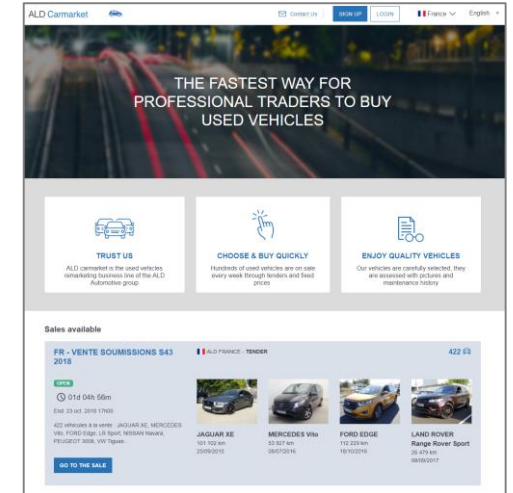 ALD Carmarket
Contact Us
SIGN UP
LOGIN
France
English
THE FASTEST WAY FOR
PROFESSIONAL TRADERS TO BUY
USED VEHICLES
TRUST US
ALD carmarket is the used vehicles
remarketing business line of the ALD
Automotive group
CHOOSE & BUY QUICKLY
Hundreds of used vehicles are on sale
every week through tenders and fixed
prices
ENJOY QUALITY VEHICLES
Our vehicles are carefully selected, they
are assessed with pictures and
maintenance history
Sales available
FR - VENTE SOUMISSIONS S43
2018
ALD FRANCE - TENDER
422
OPEN
01d 04h 56m
End: 23 oct. 2018 17h00
422 véhicules à la vente : JAGUAR XE, MERCEDES
Vito, FORD Edge, LR Sport, NISSAN Navara,
PEUGEOT 3008, VW Tiguan...
GO TO THE SALE
JAGUAR XE
101 102 km
23/09/2015
MERCEDES Vito
53 927 km
08/07/2016
FORD EDGE
112 229 km
18/10/2016
LAND ROVER
Range Rover Sport
26 479 km
08/09/2017